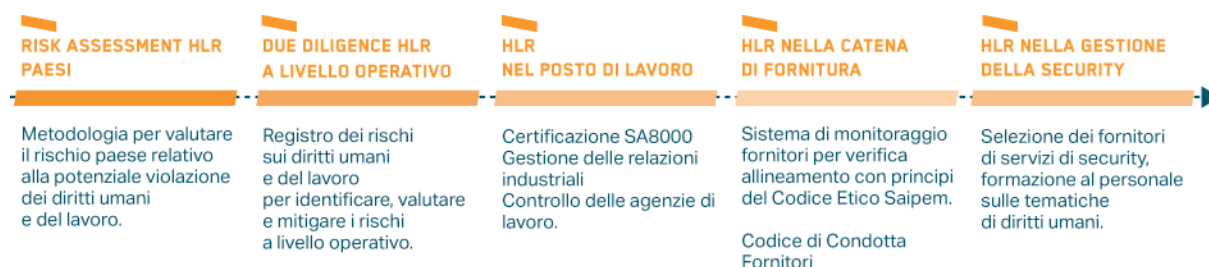 RISK ASSESSMENT HLR
PAESI
Metodologia per valutare
il rischio paese relativo
alla potenziale violazione
dei diritti umani
e del lavoro.
DUE DILIGENCE HLR
A LIVELLO OPERATIVO
Registro dei rischi
sui diritti umani
e del lavoro
per identificare, valutare
e mitigare i rischi
a livello operativo.
HLR
NEL POSTO DI LAVORO
Certificazione SA8000
Gestione delle relazioni
industriali
Controllo delle agenzie di
lavoro.
HLR NELLA CATENA
DI FORNITURA
Sistema di monitoraggio
fornitori per verifica
allineamento con principi
del Codice Etico Saipem.
Codice di Condotta
Fornitori
HLR NELLA GESTIONE
DELLA SECURITY
Selezione dei fornitori
di servizi di security,
formazione al personale
sulle tematiche
di diritti umani.